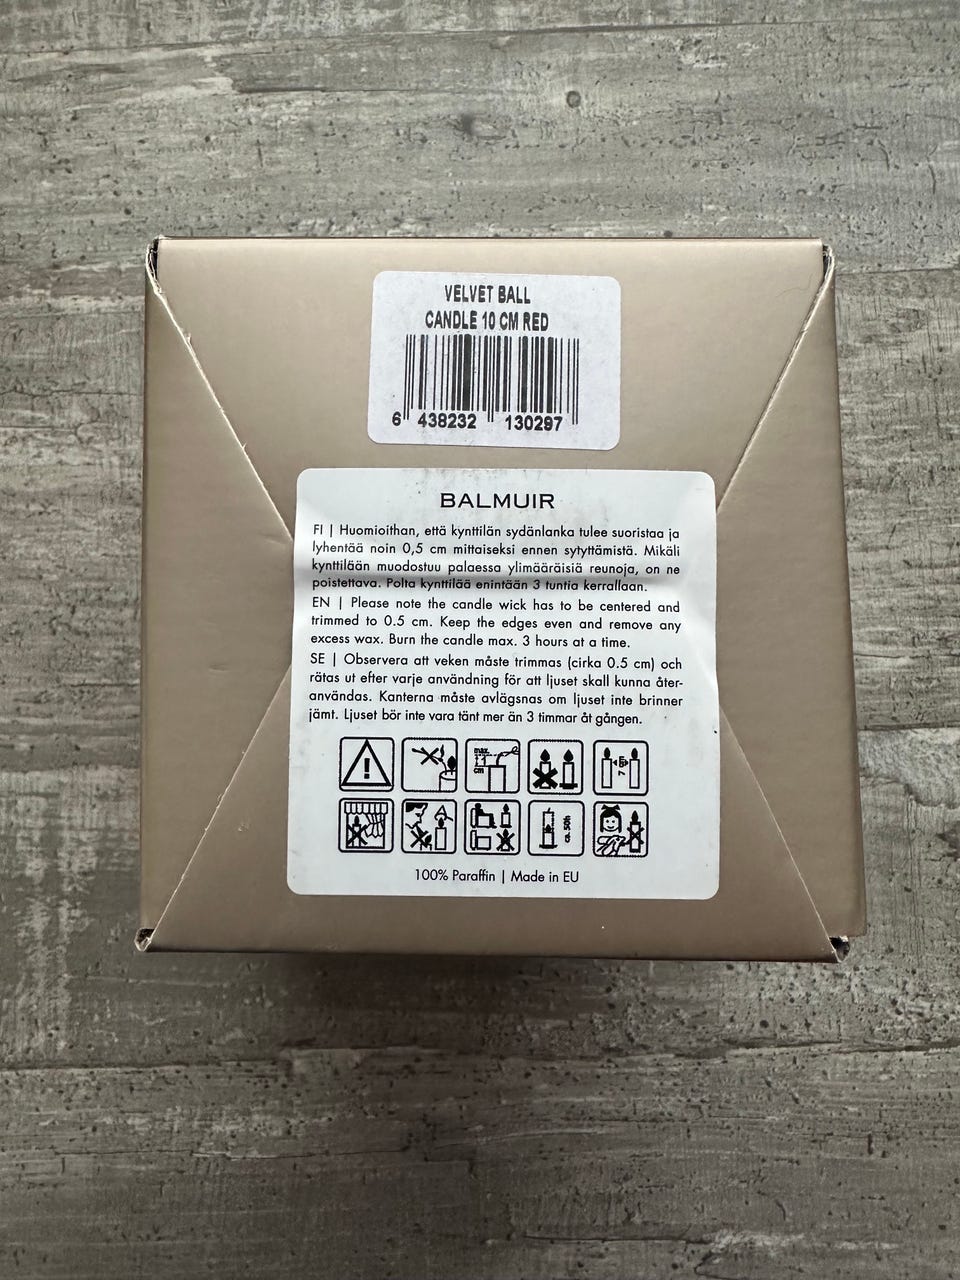 VELVET BALL
CANDLE 10 CM RED
6 438232 130297
BALMUIR
FI | Huomioithan, että kynttilän sydänlanka tulee suoristaa ja
lyhentää noin 0,5 cm mittaiseksi ennen sytyttämistä. Mikäli
kynttilään muodostuu palaessa ylimääräisiä reunoja, on ne
poistettava. Polta kynttilää enintään 3 tuntia kerrallaan.
EN | Please note the candle wick has to be centered and
trimmed to 0.5 cm. Keep the edges even and remove any
excess wax. Burn the candle max. 3 hours at a time.
SE | Observera att veken måste trimmas (cirka 0.5 cm) och
rätas ut efter varje användning för att ljuset skall kunna åter-
användas. Kanterna måste avlägsnas om ljuset inte brinner
jämt. Ljuset bör inte vara tänt mer än 3 timmar åt gången.
max.
cm
ca. 50h
100% Paraffin | Made in EU